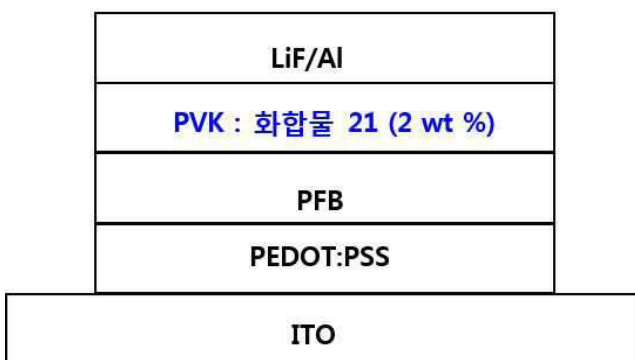 LiF/Al
PVK : 화합물 21 (2 wt %)
PFB
PEDOT:PSS
ITO